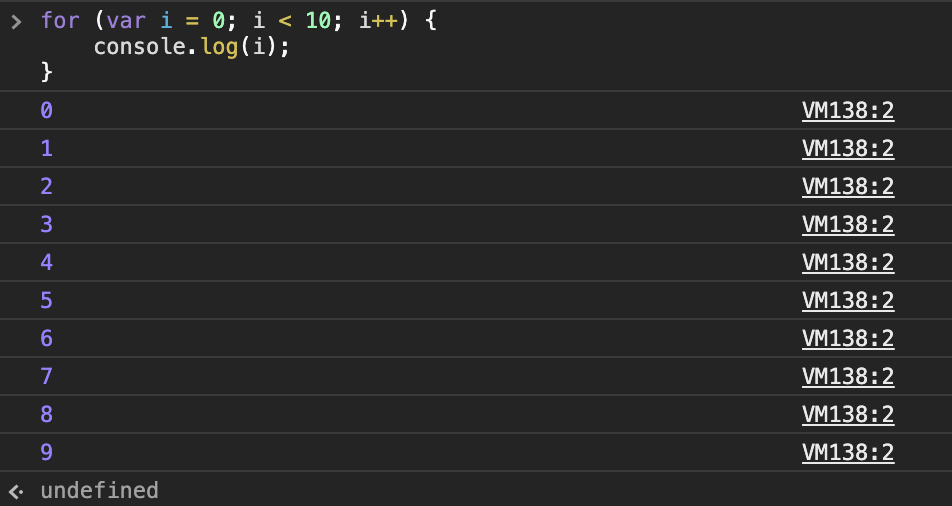 for (var i = 0; i < 10; i++) {
    console.log(i);
}
0 VM138:2
1 VM138:2
2 VM138:2
3 VM138:2
4 VM138:2
5 VM138:2
6 VM138:2
7 VM138:2
8 VM138:2
9 VM138:2
undefined